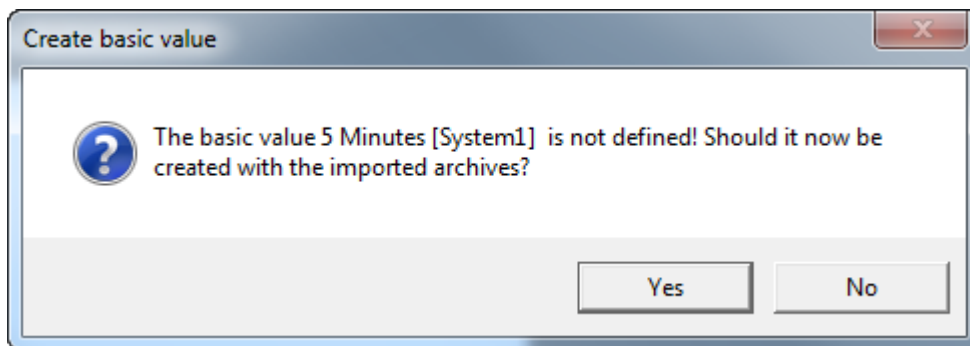 Create basic value
The basic value 5 Minutes [System1]  is not defined! Should it now be
created with the imported archives?
Yes
No